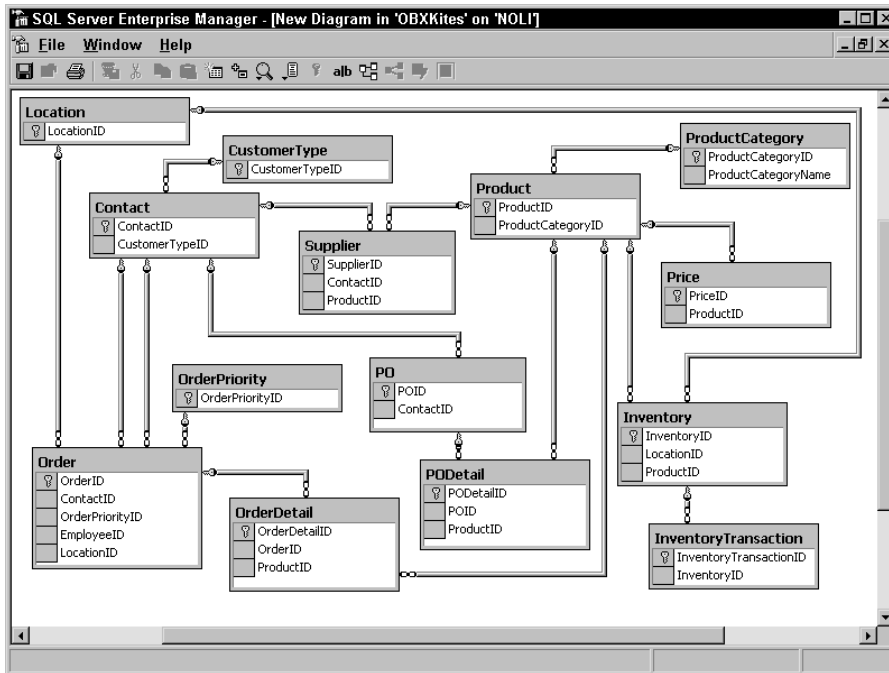 SQL Server Enterprise Manager - [New Diagram in 'OBXKites' on 'NOLI']
File Window Help
alb
Location
LocationID
CustomerType
CustomerTypeID
ProductCategory
ProductCategoryID
ProductCategoryName
Contact
ContactID
CustomerTypeID
Product
ProductID
ProductCategoryID
Supplier
SupplierID
ContactID
ProductID
Price
PriceID
ProductID
OrderPriority
OrderPriorityID
PO
POID
ContactID
Inventory
InventoryID
LocationID
ProductID
Order
OrderID
ContactID
OrderPriorityID
EmployeeID
LocationID
OrderDetail
OrderDetailID
OrderID
ProductID
PODetail
PODetailID
POID
ProductID
InventoryTransaction
InventoryTransactionID
InventoryID